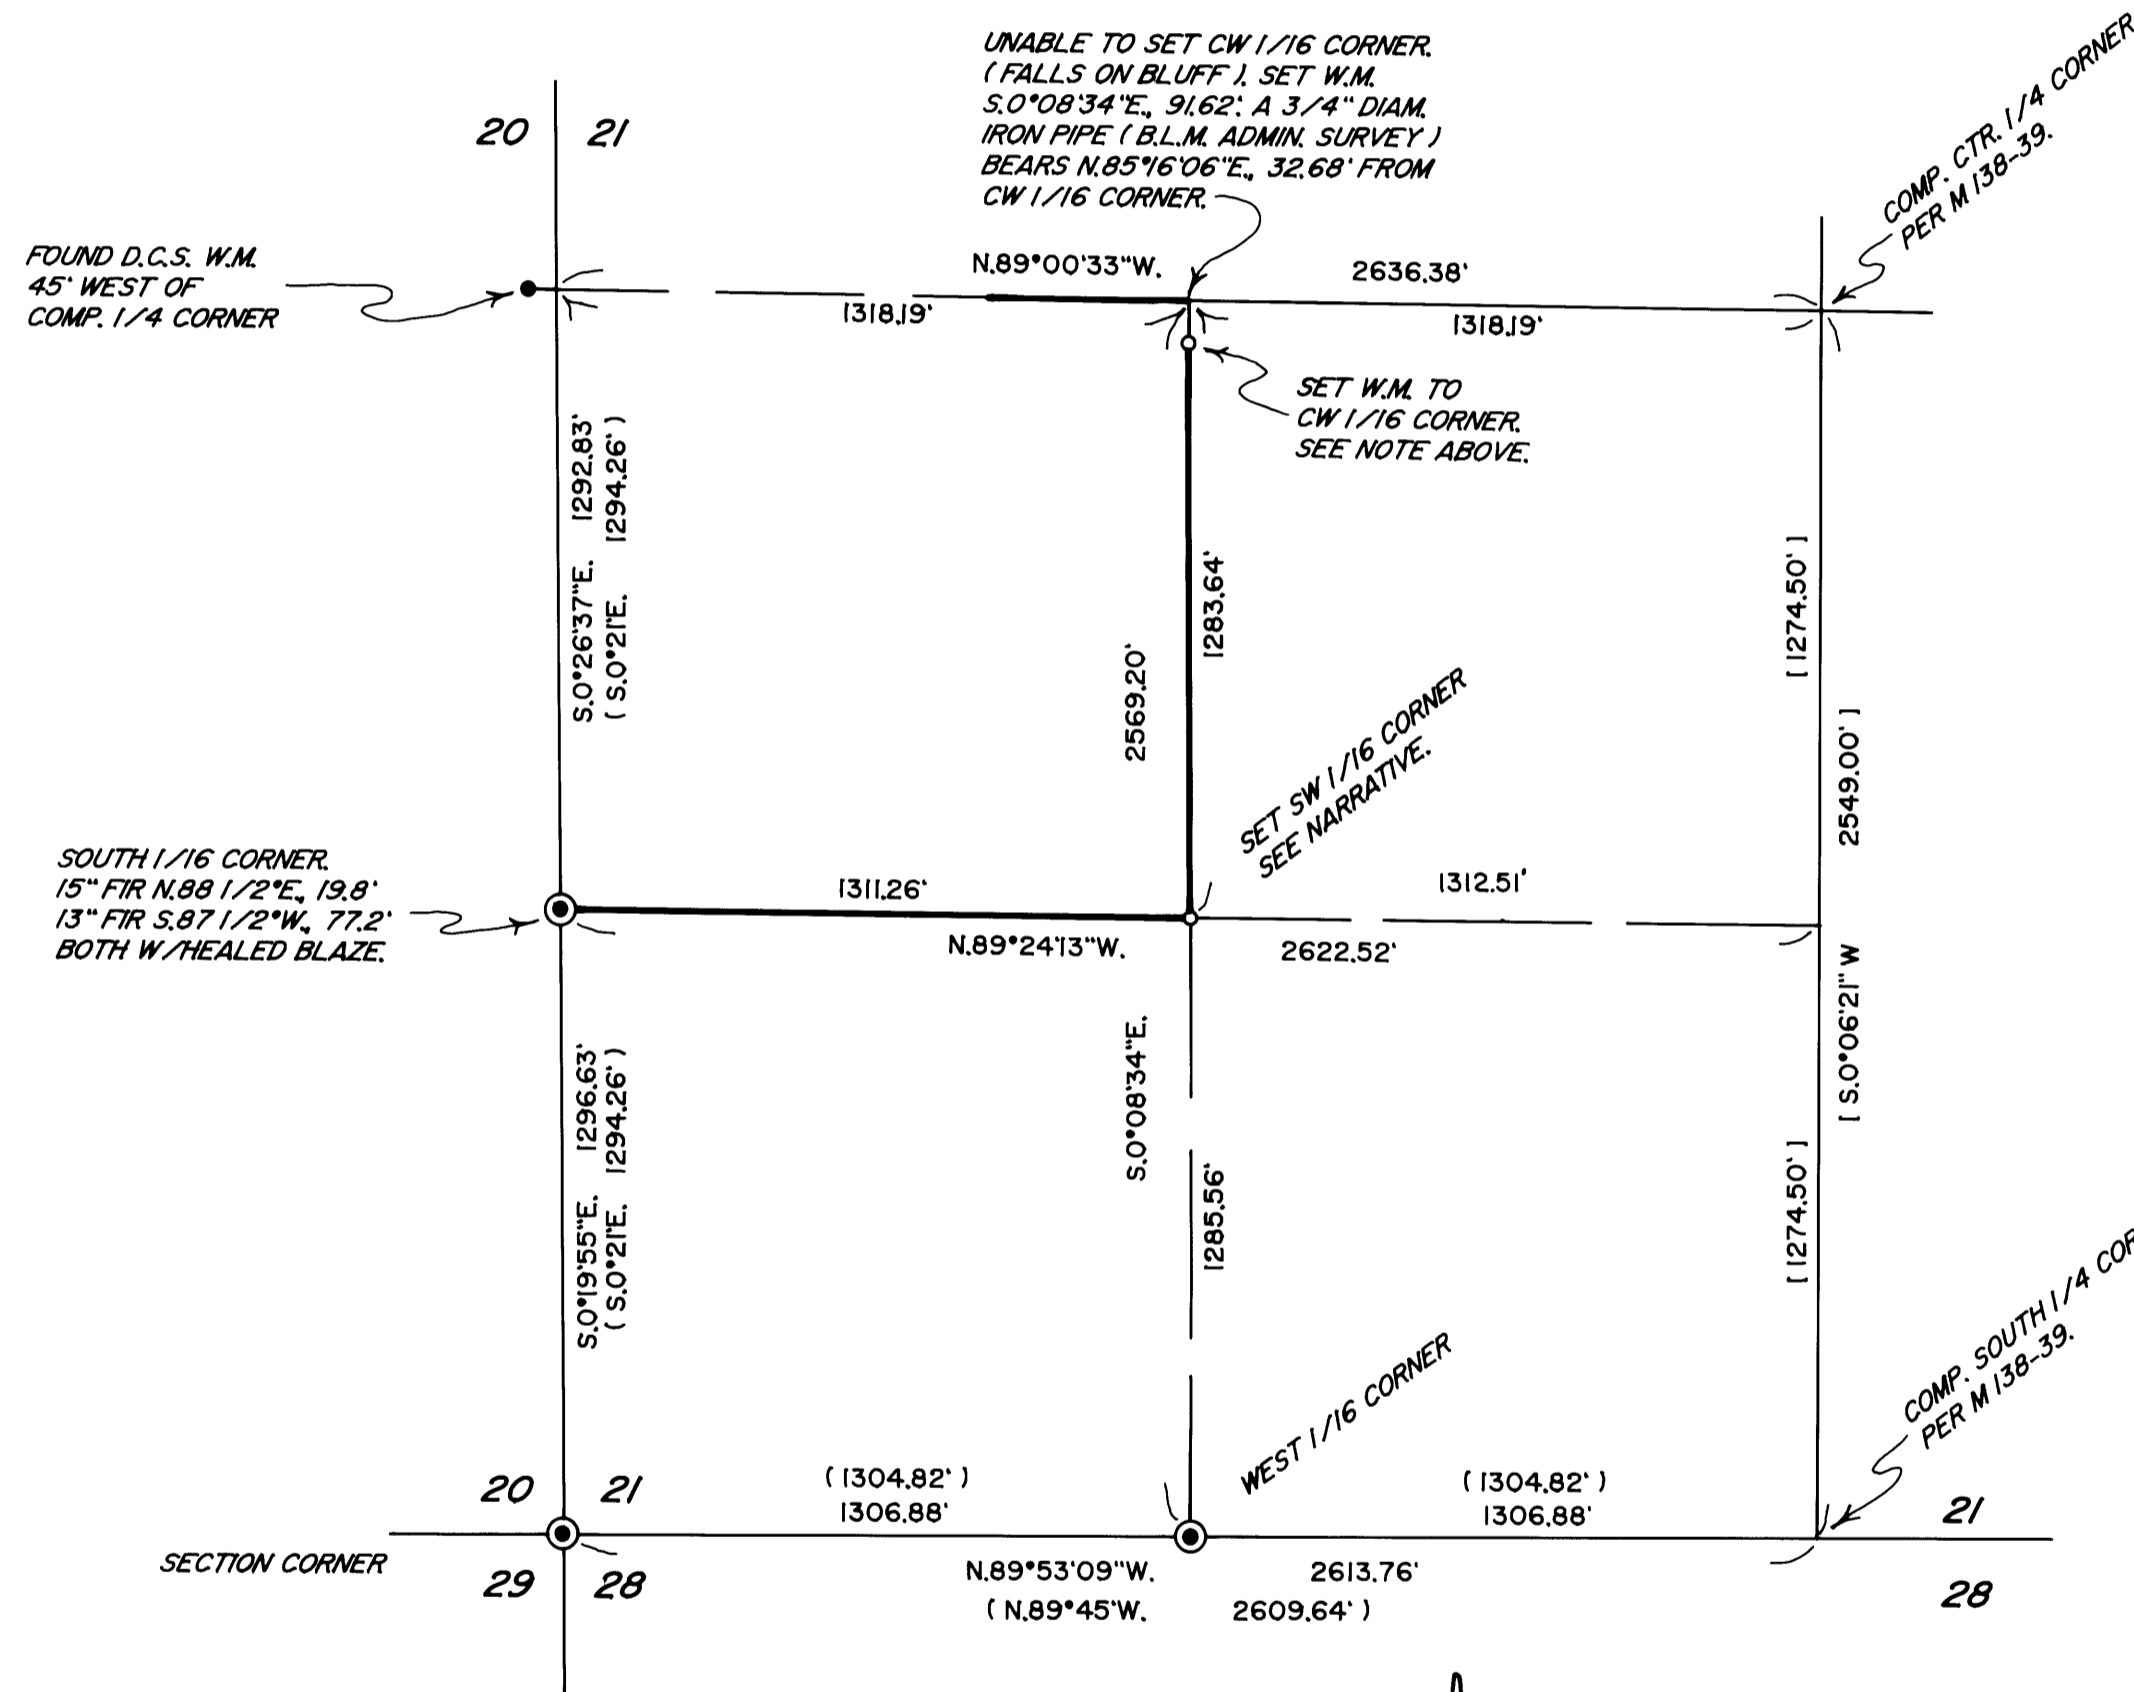 UNABLE TO SET CW 1/16 CORNER.
(FALLS ON BLUFF). SET W.M.
S.0°08'34"E., 91.62'. A 3/4" DIAM.
IRON PIPE (B.L.M. ADMIN. SURVEY)
BEARS N.85°16'06"E., 32.68' FROM
CW 1/16 CORNER.
20 21
COMP. CTR. 1/4 CORNER
PER M 138-39.
FOUND D.C.S. W.M.
45' WEST OF
COMP. 1/4 CORNER
N.89°00'33"W. 2636.38'
1318.19' 1318.19'
SET W.M. TO
CW 1/16 CORNER.
SEE NOTE ABOVE.
S.0°26'37"E. 1292.83'
(S.0°21'E. 1294.26')
2569.20'
1283.64'
[1274.50']
2549.00']
SET SW 1/16 CORNER
SEE NARRATIVE.
SOUTH 1/16 CORNER.
15" FIR N.88 1/2°E., 19.8'
13" FIR S.87 1/2°W., 77.2'
BOTH W/HEALED BLAZE.
1311.26' 1312.51'
N.89°24'13"W. 2622.52'
S.0°19'55"E. 1296.63'
(S.0°21'E. 1294.26')
S.0°08'34"E.
1285.56'
[1274.50']
[S.0°06'21"W
WEST 1/16 CORNER
COMP. SOUTH 1/4 COR
PER M 138-39.
20 21
(1304.82') (1304.82')
1306.88' 1306.88'
21
SECTION CORNER
29 28
N.89°53'09"W. 2613.76'
(N.89°45'W. 2609.64')
28